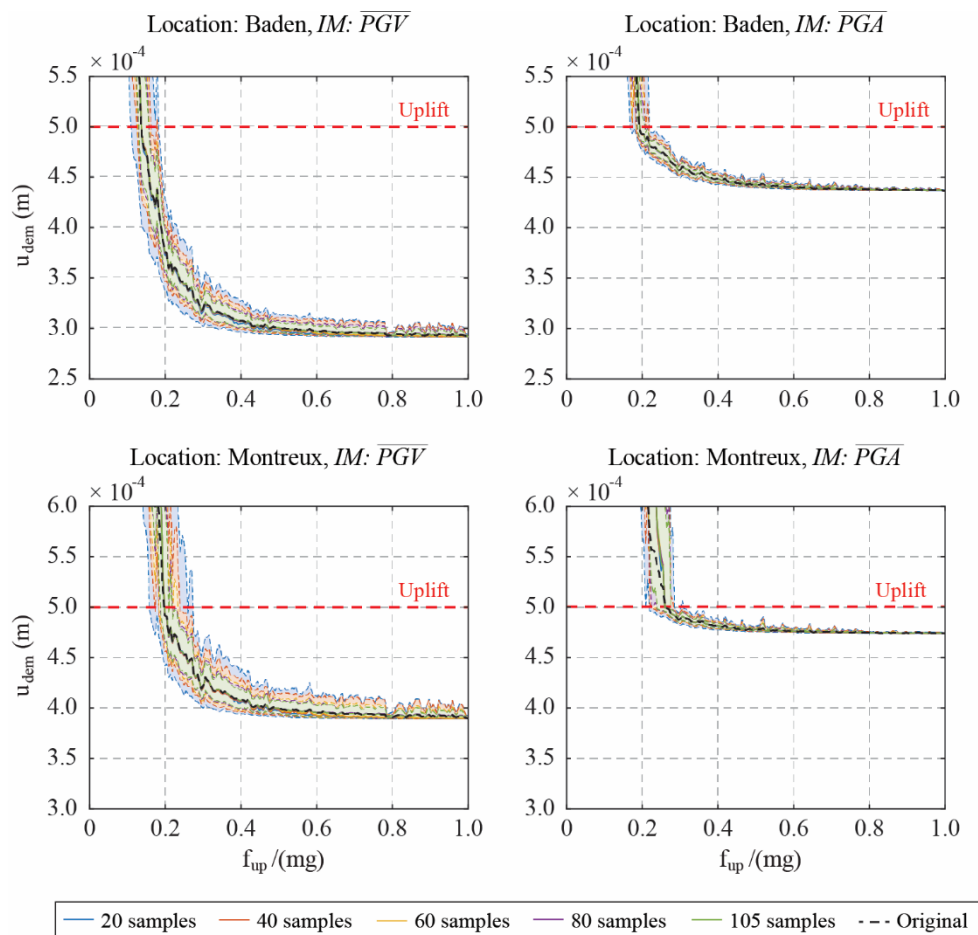 Location: Baden, IM: PGV
× 10⁻⁴
5.5
5.0
4.5
4.0
3.5
3.0
2.5
u_dem (m)
Uplift
0 0.2 0.4 0.6 0.8 1.0
Location: Baden, IM: PGA
× 10⁻⁴
5.5
5.0
4.5
4.0
3.5
3.0
2.5
Uplift
0 0.2 0.4 0.6 0.8 1.0
Location: Montreux, IM: PGV
× 10⁻⁴
6.0
5.5
5.0
4.5
4.0
3.5
3.0
u_dem (m)
Uplift
0 0.2 0.4 0.6 0.8 1.0
f_up /(mg)
Location: Montreux, IM: PGA
× 10⁻⁴
6.0
5.5
5.0
4.5
4.0
3.5
3.0
Uplift
0 0.2 0.4 0.6 0.8 1.0
f_up /(mg)
20 samples 40 samples 60 samples 80 samples 105 samples Original